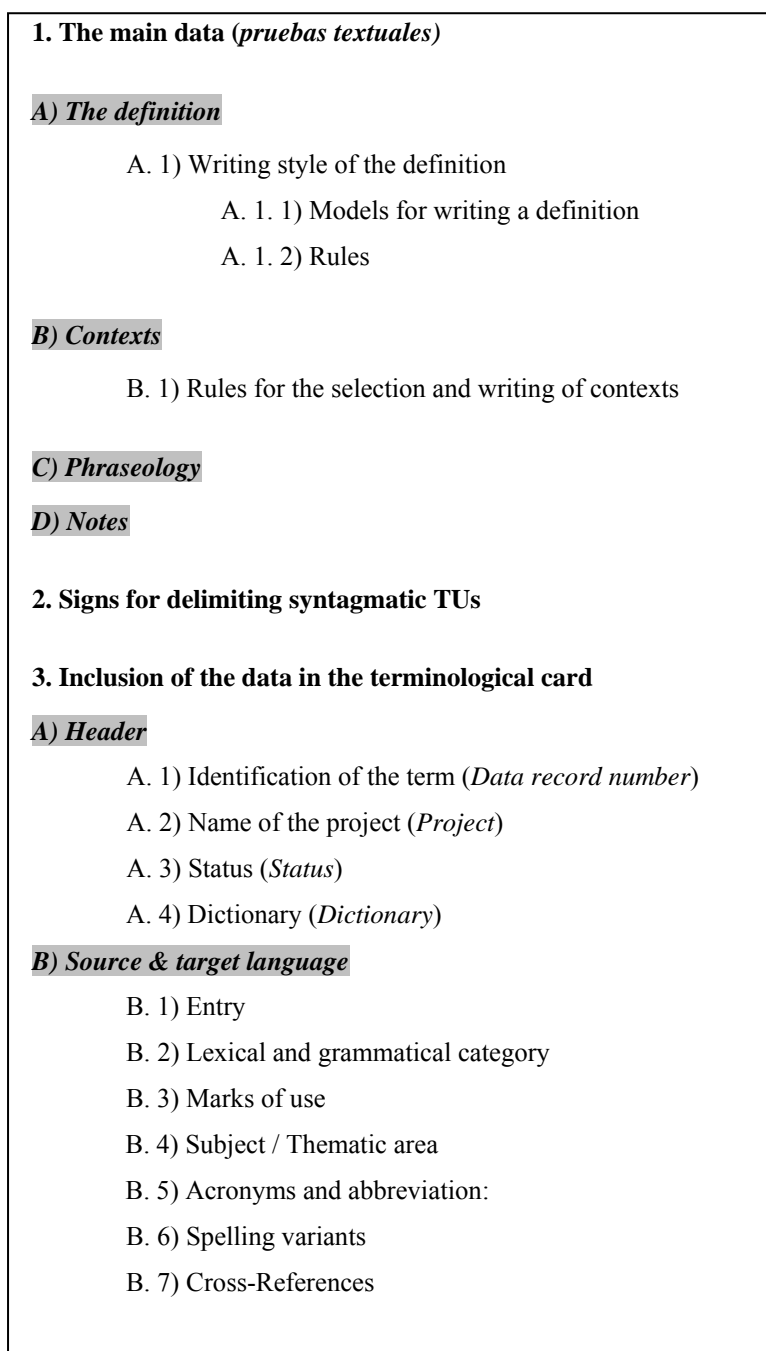 1. The main data (pruebas textuales)
A) The definition
A. 1) Writing style of the definition
A. 1. 1) Models for writing a definition
A. 1. 2) Rules
B) Contexts
B. 1) Rules for the selection and writing of contexts
C) Phraseology
D) Notes
2. Signs for delimiting syntagmatic TUs
3. Inclusion of the data in the terminological card
A) Header
A. 1) Identification of the term (Data record number)
A. 2) Name of the project (Project)
A. 3) Status (Status)
A. 4) Dictionary (Dictionary)
B) Source & target language
B. 1) Entry
B. 2) Lexical and grammatical category
B. 3) Marks of use
B. 4) Subject / Thematic area
B. 5) Acronyms and abbreviation:
B. 6) Spelling variants
B. 7) Cross-References